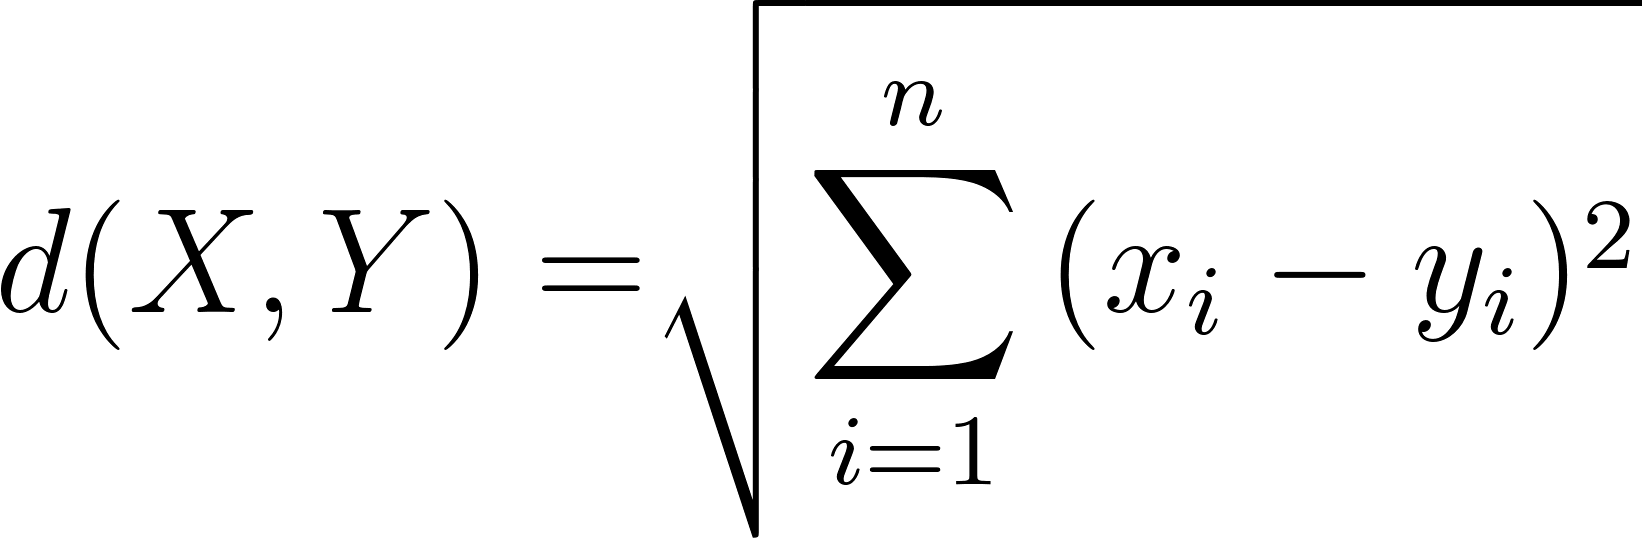 d(X, Y) = √(∑_{i=1}^{n} (x_i − y_i)^2)